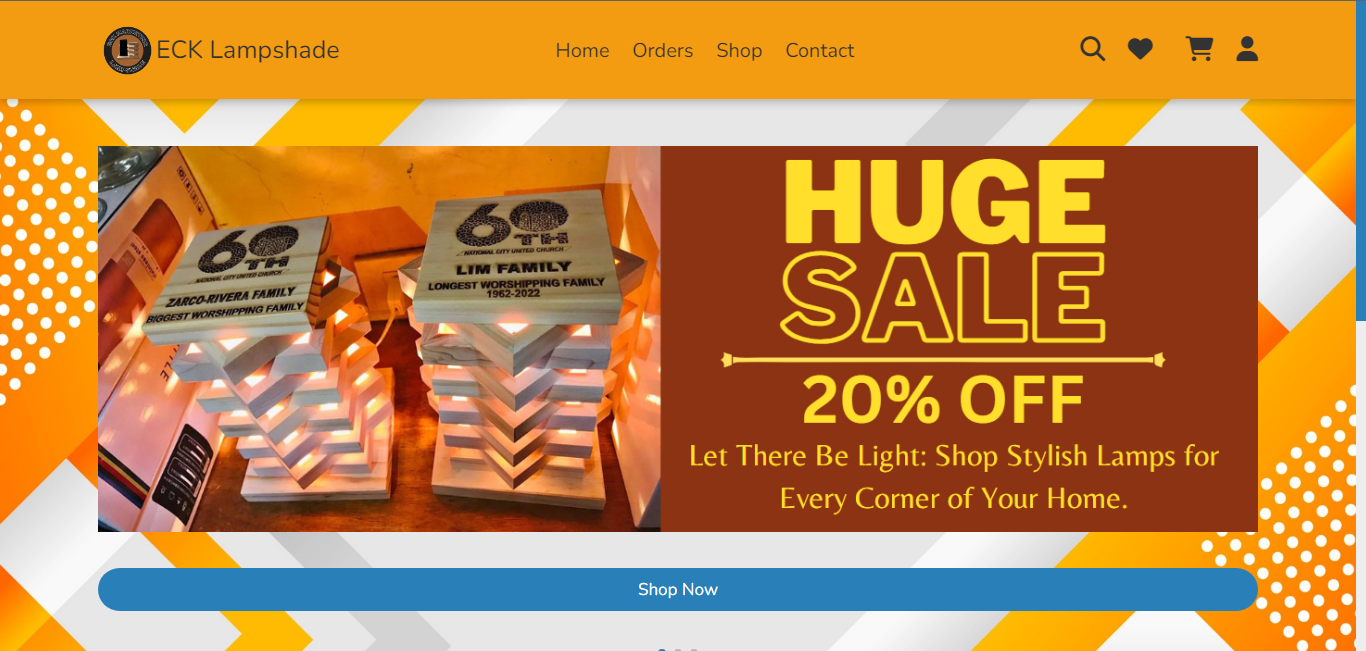 ECK Lampshade
Home
Orders
Shop
Contact
60TH
NATIONAL CITY UNITED CHURCH
ZARCO-RIVERA FAMILY
BIGGEST WORSHIPPING FAMILY
60TH
NATIONAL CITY UNITED CHURCH
LIM FAMILY
LONGEST WORSHIPPING FAMILY
1962-2022
HUGE
SALE
20% OFF
Let There Be Light: Shop Stylish Lamps for
Every Corner of Your Home.
Shop Now